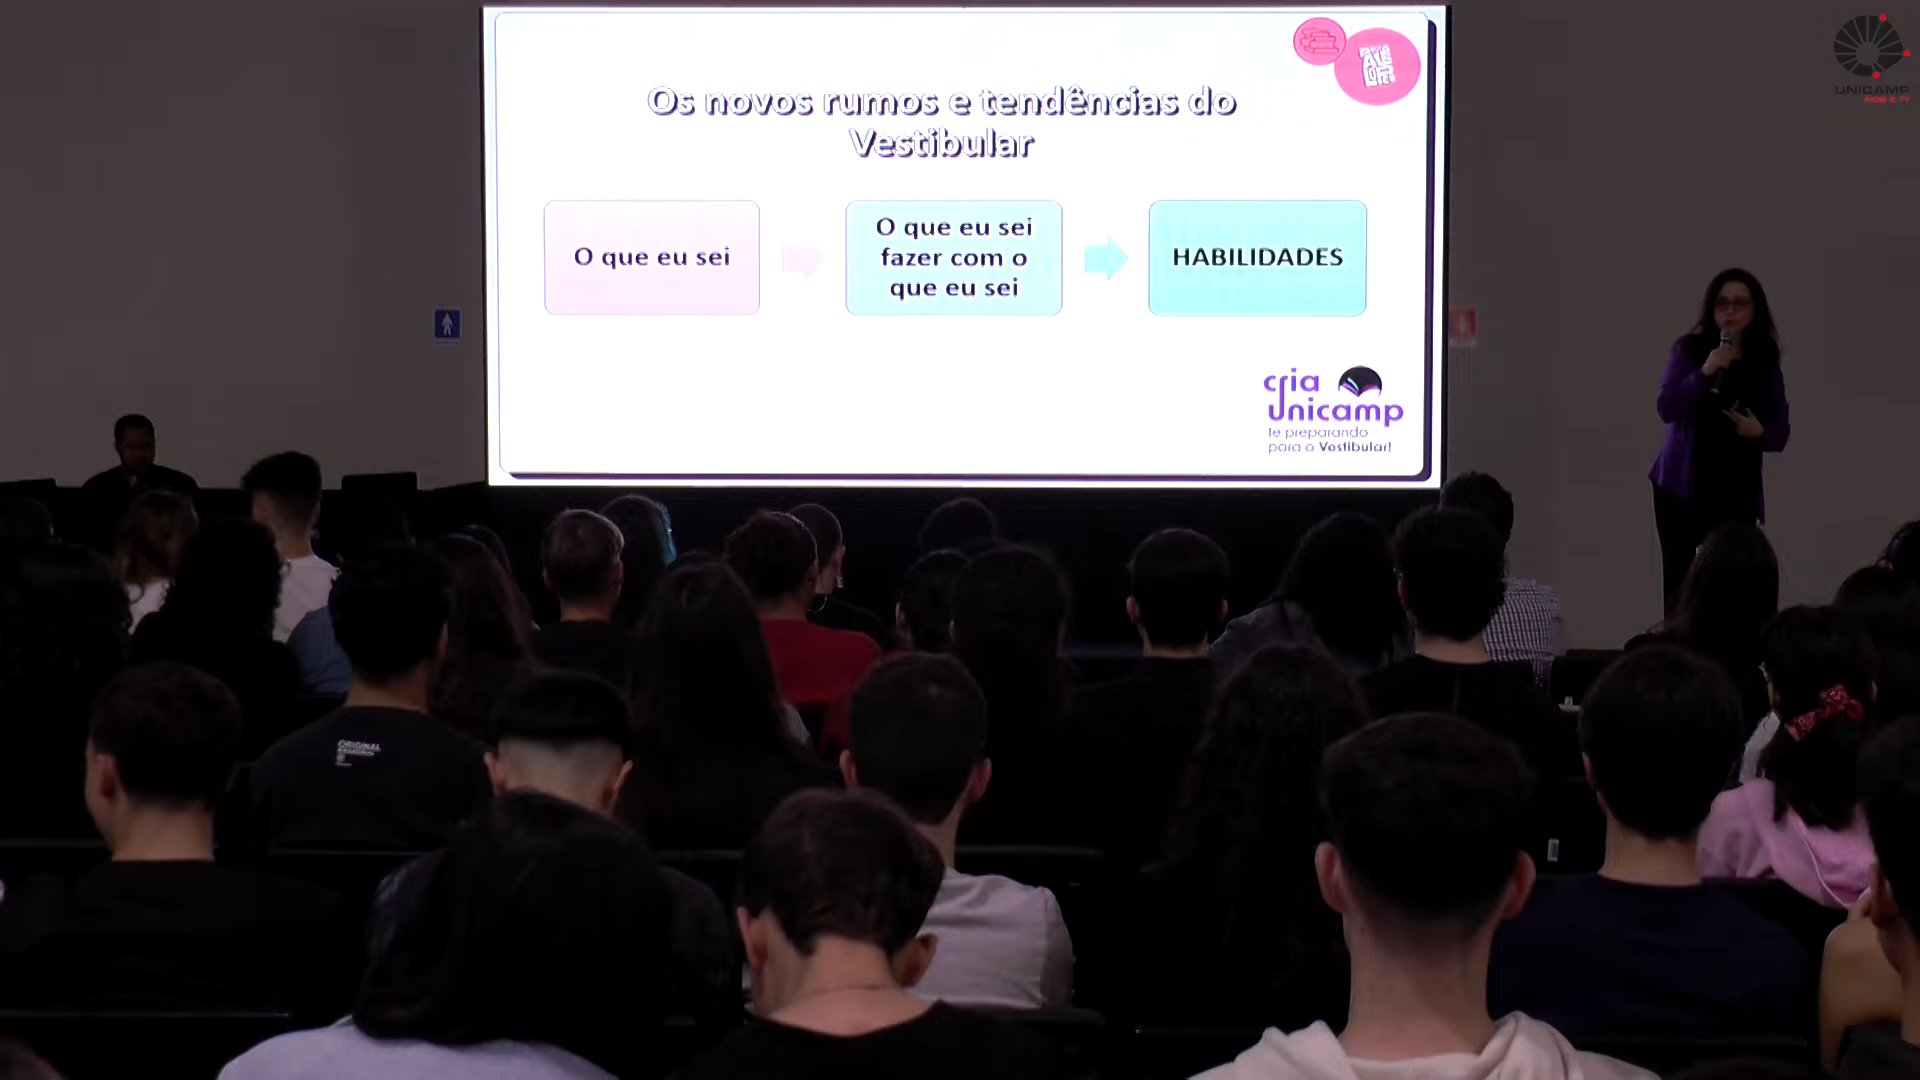 Os novos rumos e tendências do
Vestibular
O que eu sei
O que eu sei
fazer com o
que eu sei
HABILIDADES
cria
unicamp
te preparando
para o Vestibular!
UNICAMP
ORIGINAL